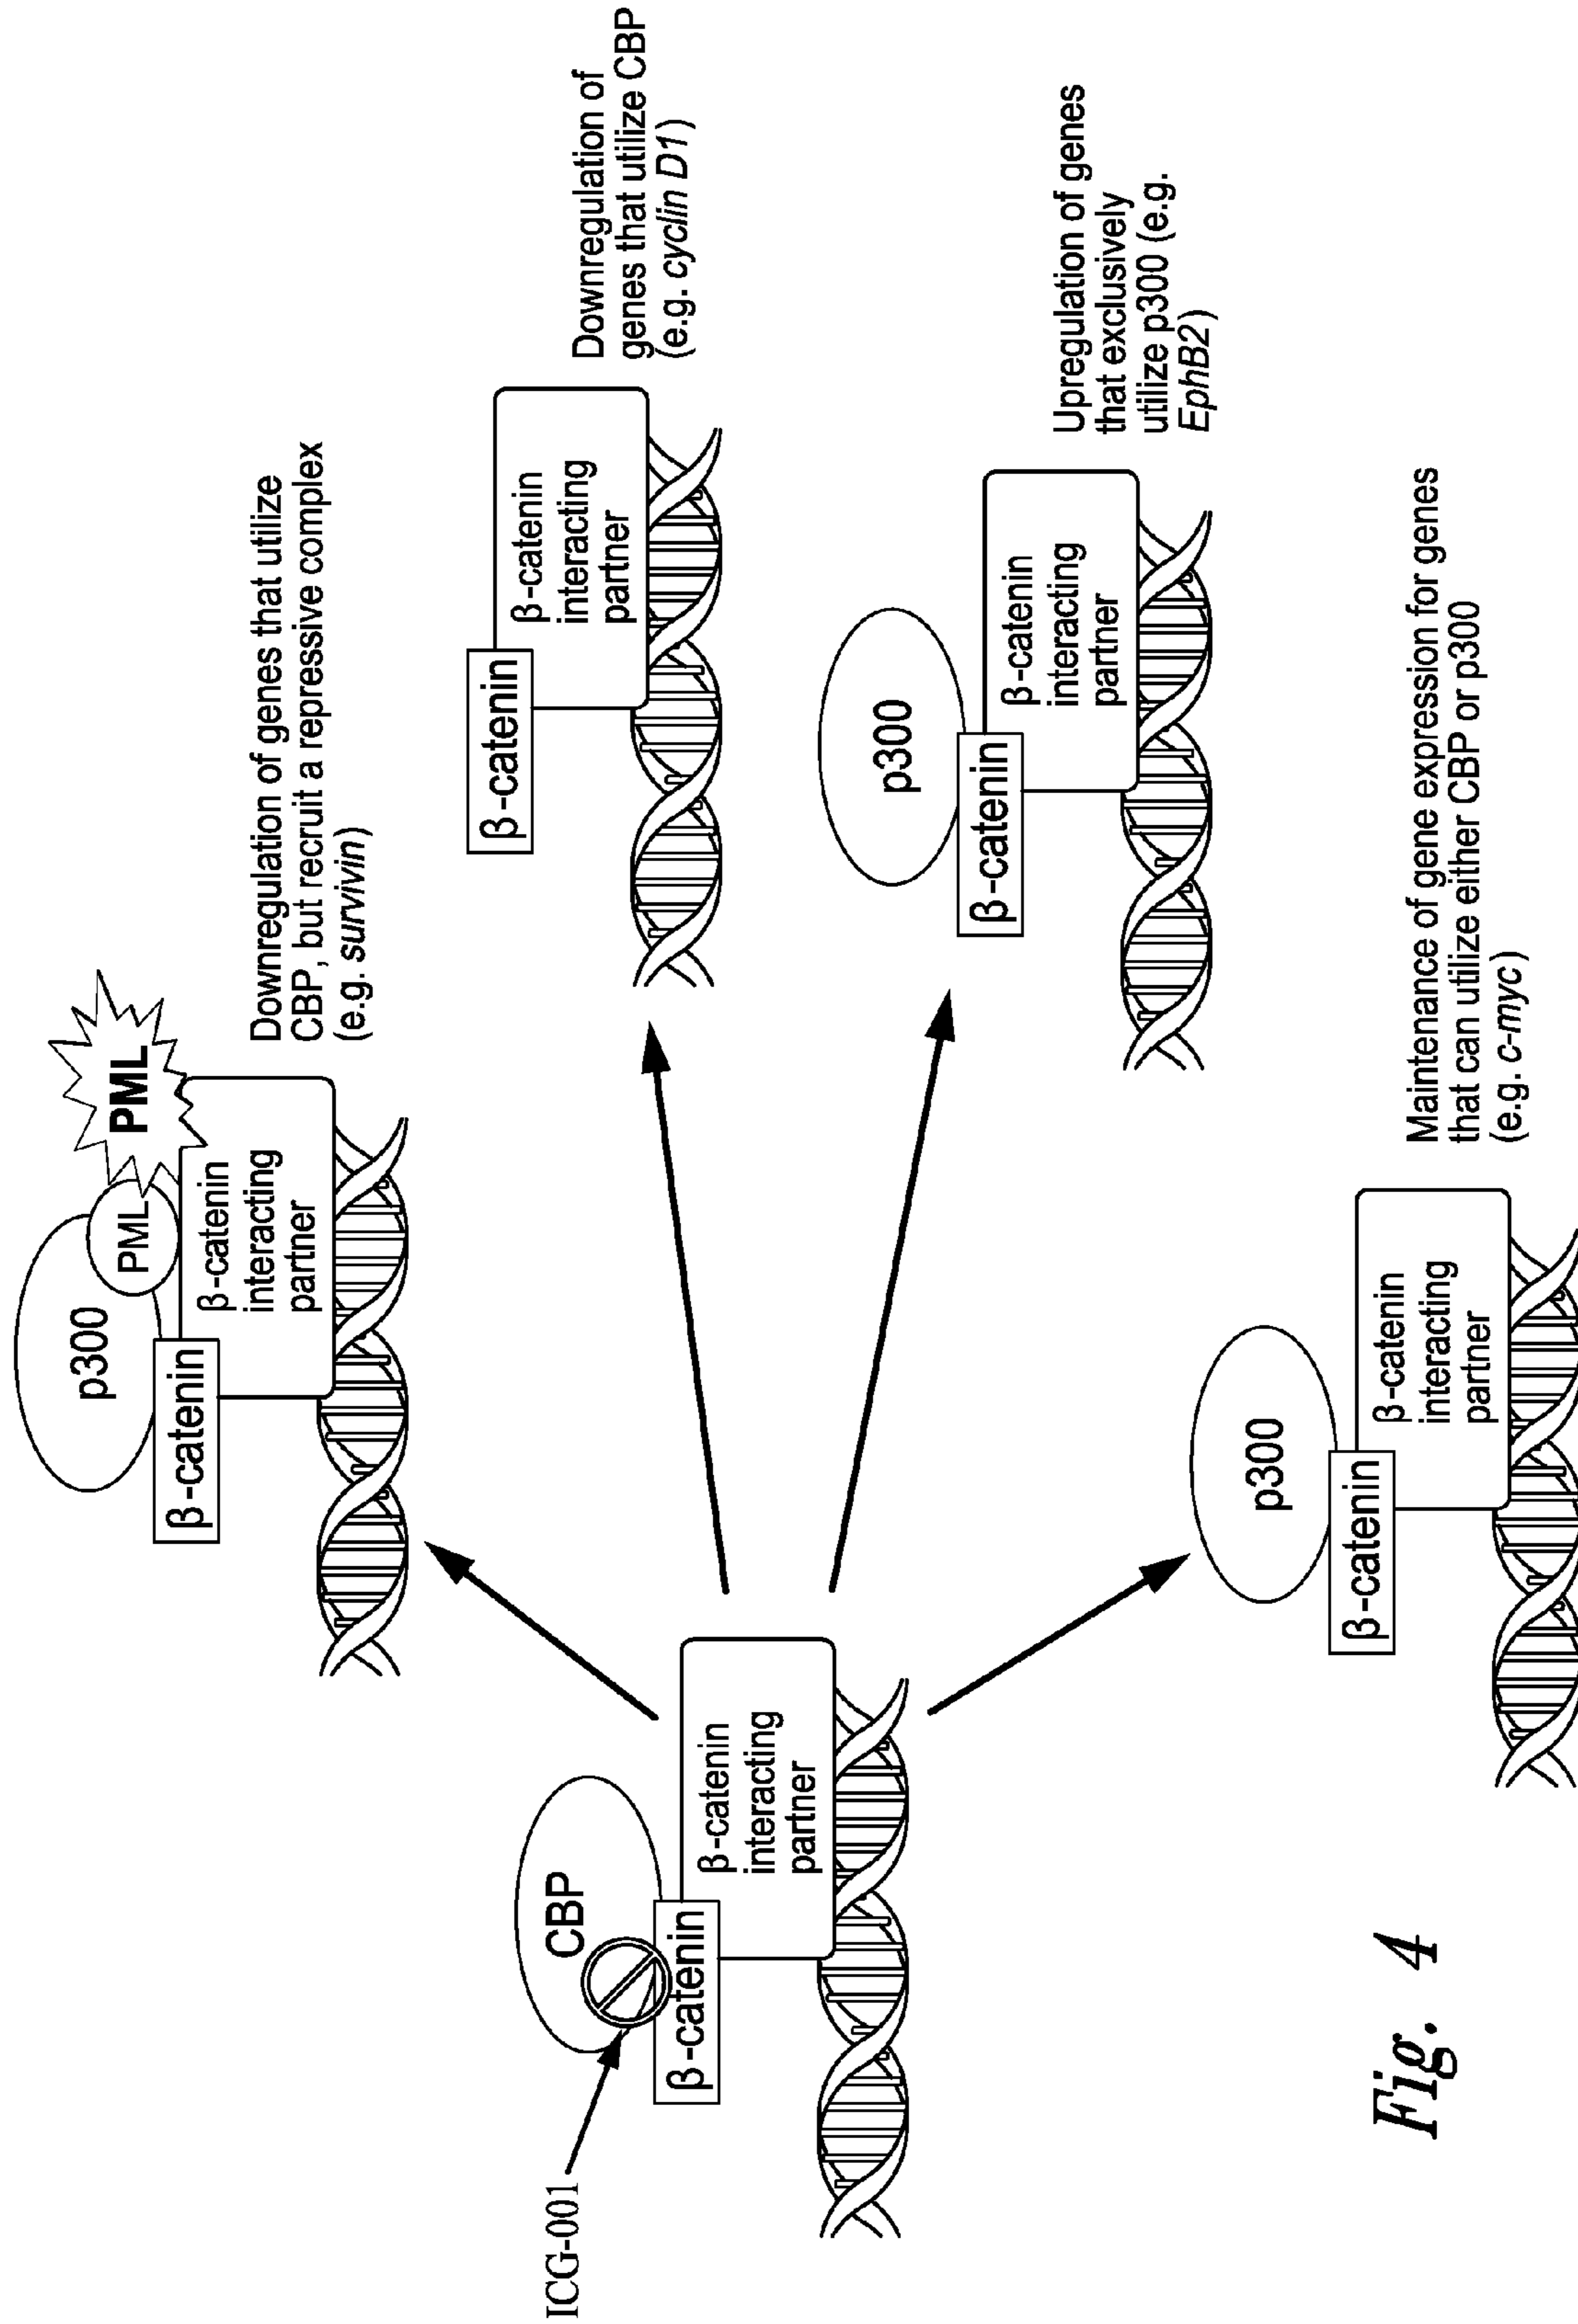 ICG-001
CBP
β-catenin
β-catenin
interacting
partner
p300
PML
PML
β-catenin
β-catenin
interacting
partner
Downregulation of genes that utilize
CBP, but recruit a repressive complex
(e.g. survivin)
β-catenin
β-catenin
interacting
partner
Downregulation of
genes that utilize CBP
(e.g. cyclin D1)
p300
β-catenin
β-catenin
interacting
partner
Upregulation of genes
that exclusively
utilize p300 (e.g.
EphB2)
p300
β-catenin
β-catenin
interacting
partner
Maintenance of gene expression for genes
that can utilize either CBP or p300
(e.g. c-myc)
Fig. 4